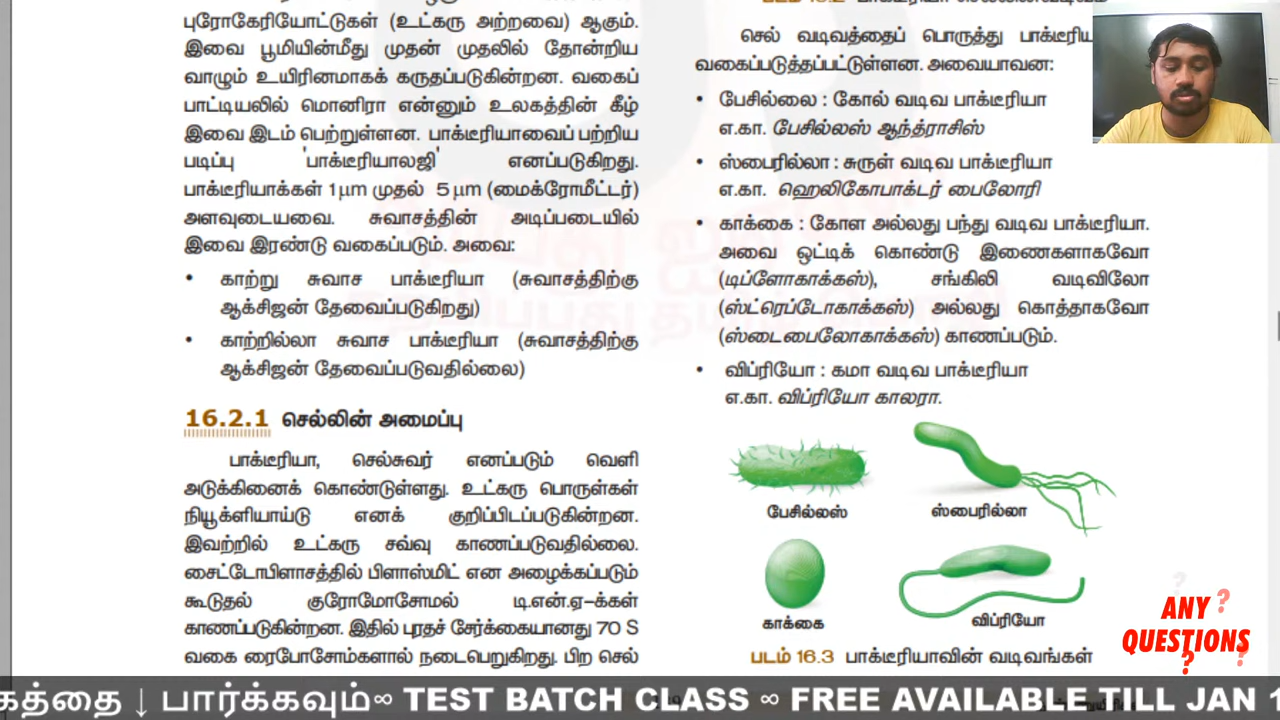 புரோகேரியோட்டுகள் (உட்கரு அற்றவை) ஆகும்.
இவை பூமியின்மீது முதன் முதலில் தோன்றிய
வாழும் உயிரினமாகக் கருதப்படுகின்றன. வகைப்
பாட்டியலில் மொனிரா என்னும் உலகத்தின் கீழ்
இவை இடம் பெற்றுள்ளன. பாக்டீரியாவைப் பற்றிய
படிப்பு 'பாக்டீரியாலஜி' எனப்படுகிறது.
பாக்டீரியாக்கள் 1 μm முதல் 5 μm (மைக்ரோமீட்டர்)
அளவுடையவை. சுவாசத்தின் அடிப்படையில்
இவை இரண்டு வகைப்படும். அவை:
• காற்று சுவாச பாக்டீரியா (சுவாசத்திற்கு
ஆக்சிஜன் தேவைப்படுகிறது)
• காற்றில்லா சுவாச பாக்டீரியா (சுவாசத்திற்கு
ஆக்சிஜன் தேவைப்படுவதில்லை)
16.2.1 செல்லின் அமைப்பு
பாக்டீரியா, செல்சுவர் எனப்படும் வெளி
அடுக்கினைக் கொண்டுள்ளது. உட்கரு பொருள்கள்
நியூக்ளியாய்டு எனக் குறிப்பிடப்படுகின்றன.
இவற்றில் உட்கரு சவ்வு காணப்படுவதில்லை.
சைட்டோபிளாசத்தில் பிளாஸ்மிட் என அழைக்கப்படும்
கூடுதல் குரோமோசோமல் டி.என்.ஏ-க்கள்
காணப்படுகின்றன. இதில் புரதச் சேர்க்கையானது 70 S
வகை ரைபோசோம்களால் நடைபெறுகிறது. பிற செல்
செல் வடிவத்தைப் பொருத்து
வகைப்படுத்தப்பட்டுள்ளன. அவையாவன:
• பேசில்லை : கோல் வடிவ பாக்டீரியா
எ.கா. பேசில்லஸ் ஆந்த்ராசிஸ்
• ஸ்பைரில்லா : சுருள் வடிவ பாக்டீரியா
எ.கா. ஹெலிகோபாக்டர் பைலோரி
• காக்கை : கோள அல்லது பந்து வடிவ பாக்டீரியா.
அவை ஒட்டிக் கொண்டு இணைகளாகவோ
(டிப்ளோகாக்கஸ்), சங்கிலி வடிவிலோ
(ஸ்ட்ரெப்டோகாக்கஸ்) அல்லது கொத்தாகவோ
(ஸ்டைபைலோகாக்கஸ்) காணப்படும்.
• விப்ரியோ : கமா வடிவ பாக்டீரியா
எ.கா. விப்ரியோ காலரா.
பேசில்லஸ்
ஸ்பைரில்லா
காக்கை
விப்ரியோ
படம் 16.3 பாக்டீரியாவின் வடிவங்கள்
ANY
QUESTIONS
?
கத்தை ↓ பார்க்கவும்∞ TEST BATCH CLASS ∞ FREE AVAILABLE TILL JAN 1